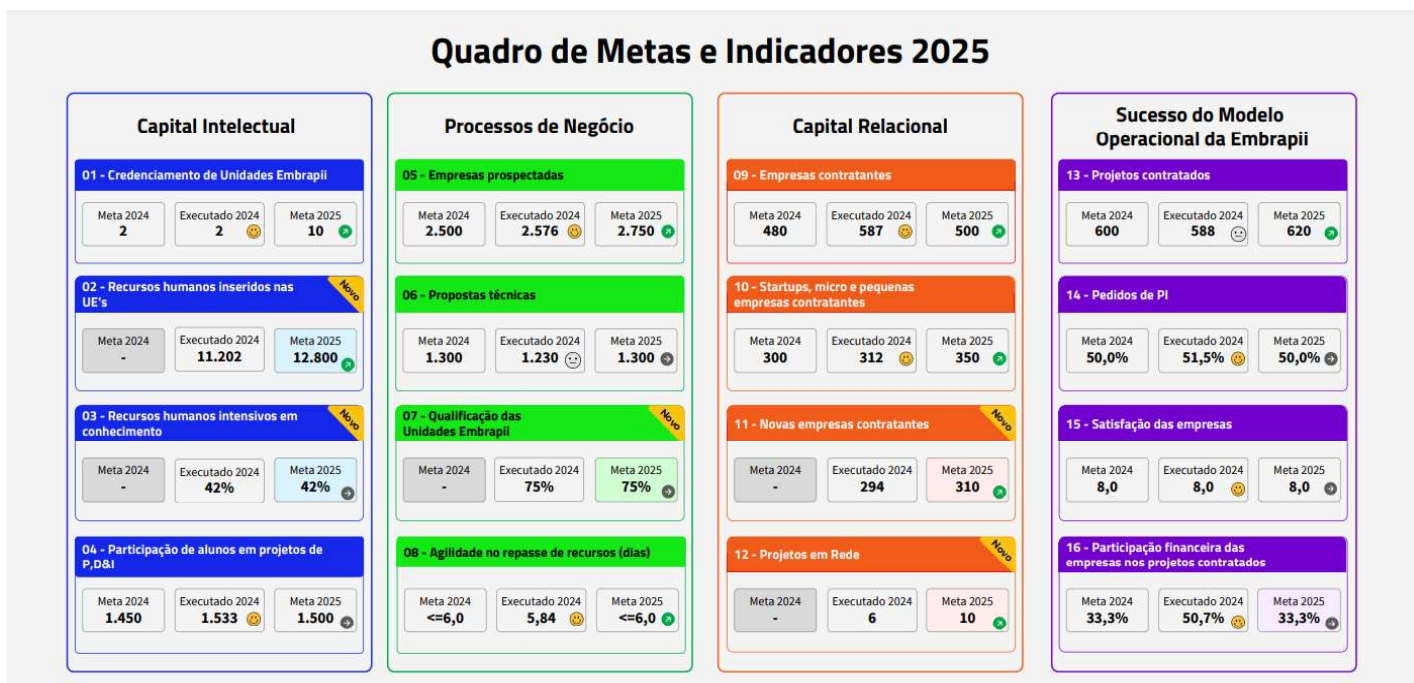 Quadro de Metas e Indicadores 2025
Capital Intelectual
01 - Credenciamento de Unidades Embrapii
Meta 2024 Executado 2024 Meta 2025
2 2 10
02 - Recursos humanos inseridos nas
UE's
Novo
Meta 2024 Executado 2024 Meta 2025
- 11.202 12.800
03 - Recursos humanos intensivos em
conhecimento
Novo
Meta 2024 Executado 2024 Meta 2025
- 42% 42%
04 - Participação de alunos em projetos de
P,D&I
Meta 2024 Executado 2024 Meta 2025
1.450 1.533 1.500
Processos de Negócio
05 - Empresas prospectadas
Meta 2024 Executado 2024 Meta 2025
2.500 2.576 2.750
06 - Propostas técnicas
Meta 2024 Executado 2024 Meta 2025
1.300 1.230 1.300
07 - Qualificação das
Unidades Embrapii
Novo
Meta 2024 Executado 2024 Meta 2025
- 75% 75%
08 - Agilidade no repasse de recursos (dias)
Meta 2024 Executado 2024 Meta 2025
<=6,0 5,84 <=6,0
Capital Relacional
09 - Empresas contratantes
Meta 2024 Executado 2024 Meta 2025
480 587 500
10 - Startups, micro e pequenas
empresas contratantes
Meta 2024 Executado 2024 Meta 2025
300 312 350
11 - Novas empresas contratantes
Novo
Meta 2024 Executado 2024 Meta 2025
- 294 310
12 - Projetos em Rede
Novo
Meta 2024 Executado 2024 Meta 2025
- 6 10
Sucesso do Modelo
Operacional da Embrapii
13 - Projetos contratados
Meta 2024 Executado 2024 Meta 2025
600 588 620
14 - Pedidos de PI
Meta 2024 Executado 2024 Meta 2025
50,0% 51,5% 50,0%
15 - Satisfação das empresas
Meta 2024 Executado 2024 Meta 2025
8,0 8,0 8,0
16 - Participação financeira das
empresas nos projetos contratados
Meta 2024 Executado 2024 Meta 2025
33,3% 50,7% 33,3%